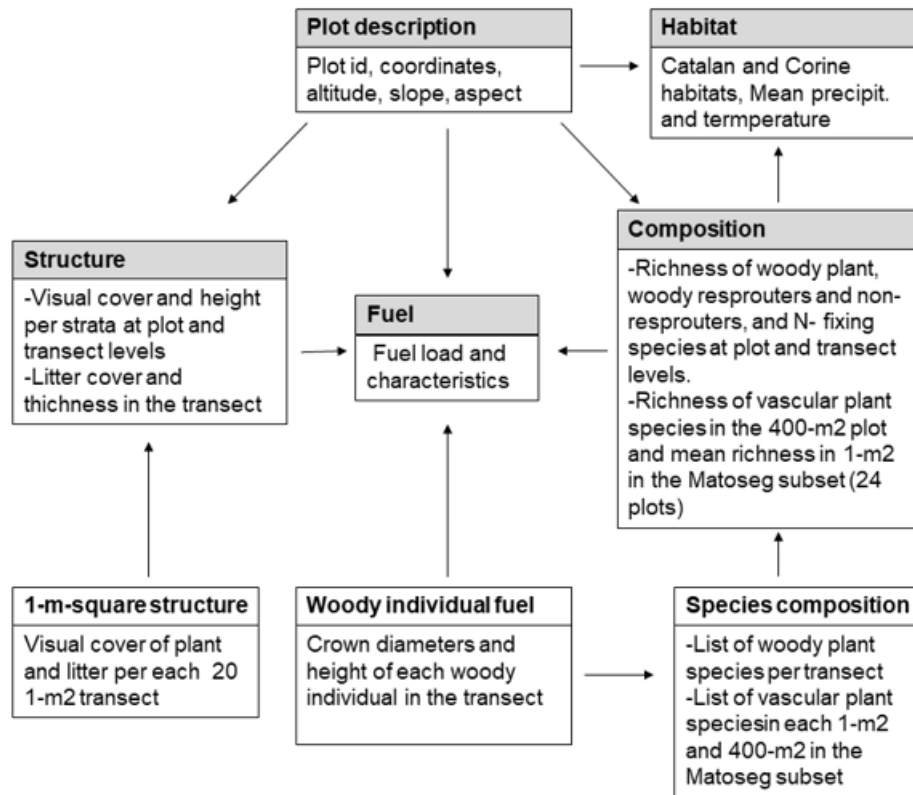 Plot description
Plot id, coordinates,
altitude, slope, aspect
Habitat
Catalan and Corine
habitats, Mean precipit.
and termperature
Structure
-Visual cover and height
per strata at plot and
transect levels
-Litter cover and
thichness in the transect
Fuel
Fuel load and
characteristics
Composition
-Richness of woody plant,
woody resprouters and non-
resprouters, and N- fixing
species at plot and transect
levels.
-Richness of vascular plant
species in the 400-m2 plot
and mean richness in 1-m2
in the Matoseg subset (24
plots)
1-m-square structure
Visual cover of plant
and litter per each 20
1-m2 transect
Woody individual fuel
Crown diameters and
height of each woody
individual in the transect
Species composition
-List of woody plant
species per transect
-List of vascular plant
speciesin each 1-m2
and 400-m2 in the
Matoseg subset